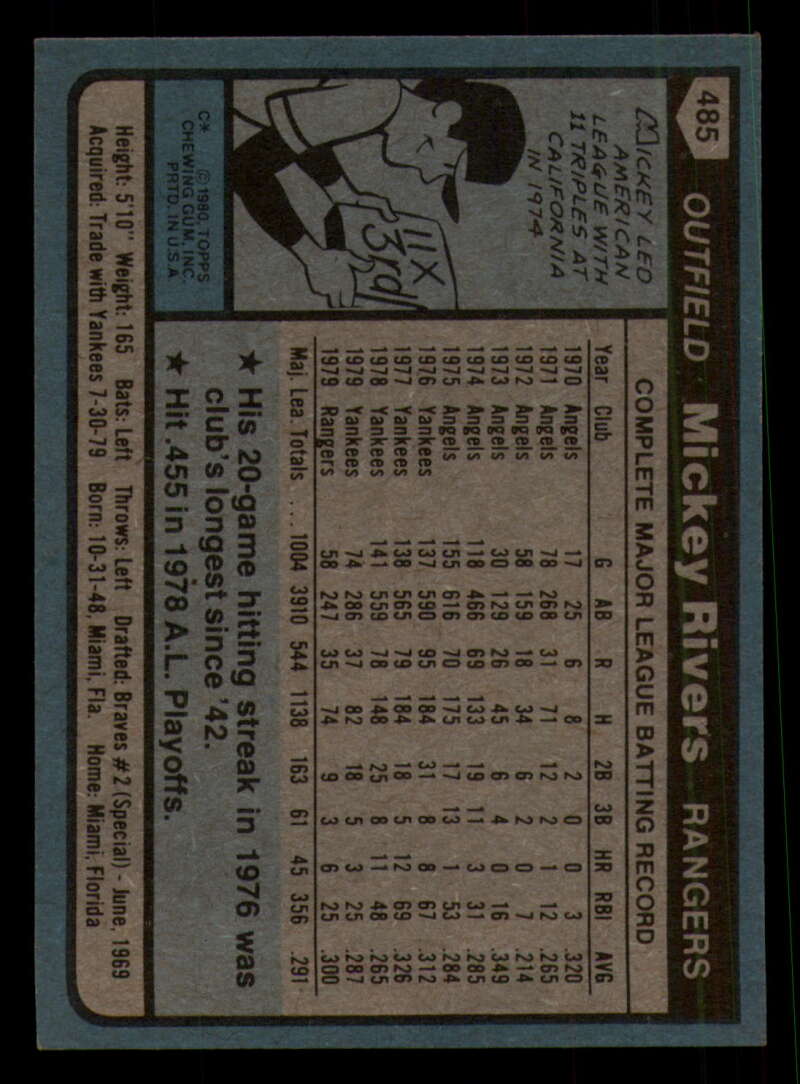 485 OUTFIELD Mickey Rivers RANGERS
MICKEY LED
AMERICAN
LEAGUE WITH
11 TRIPLES AT
CALIFORNIA
IN 1974
11 X
3rd!
C* © 1980, TOPPS
CHEWING GUM, INC.
PRTD. IN U.S.A
COMPLETE MAJOR LEAGUE BATTING RECORD
Year Club G AB R H 2B 3B HR RBI AVG
1970 Angels 17 25 6 8 2 0 0 3 .320
1971 Angels 78 268 31 71 12 2 1 12 .265
1972 Angels 58 159 18 34 6 2 0 7 .214
1973 Angels 30 129 26 45 6 4 0 16 .349
1974 Angels 118 466 69 133 19 11 3 31 .285
1975 Angels 155 616 70 175 17 13 1 53 .284
1976 Yankees 137 590 95 184 31 8 8 67 .312
1977 Yankees 138 565 79 184 18 5 12 69 .326
1978 Yankees 141 559 78 148 25 8 11 48 .265
1979 Yankees 74 286 37 82 18 5 3 25 .287
1979 Rangers 58 247 35 74 9 3 6 25 .300
Maj. Lea. Totals .... 1004 3910 544 1138 163 61 45 356 .291
★ His 20-game hitting streak in 1976 was
club's longest since '42.
★ Hit .455 in 1978 A.L. Playoffs.
Height: 5'10" Weight: 165 Bats: Left Throws: Left Drafted: Braves #2 (Special) - June, 1969
Acquired: Trade with Yankees 7-30-79 Born: 10-31-48, Miami, Fla. Home: Miami, Florida